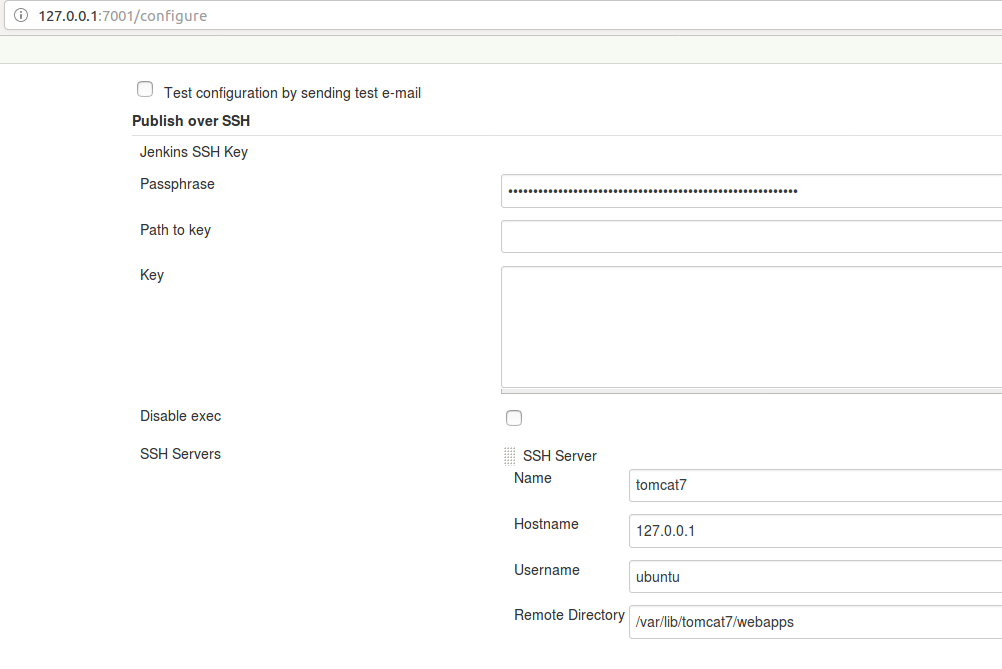 127.0.0.1:7001/configure
Test configuration by sending test e-mail
Publish over SSH
Jenkins SSH Key
Passphrase ••••••••••••••••••••••••••••••••••••••••••••••••••••••••••
Path to key
Key
Disable exec
SSH Servers SSH Server
Name tomcat7
Hostname 127.0.0.1
Username ubuntu
Remote Directory /var/lib/tomcat7/webapps